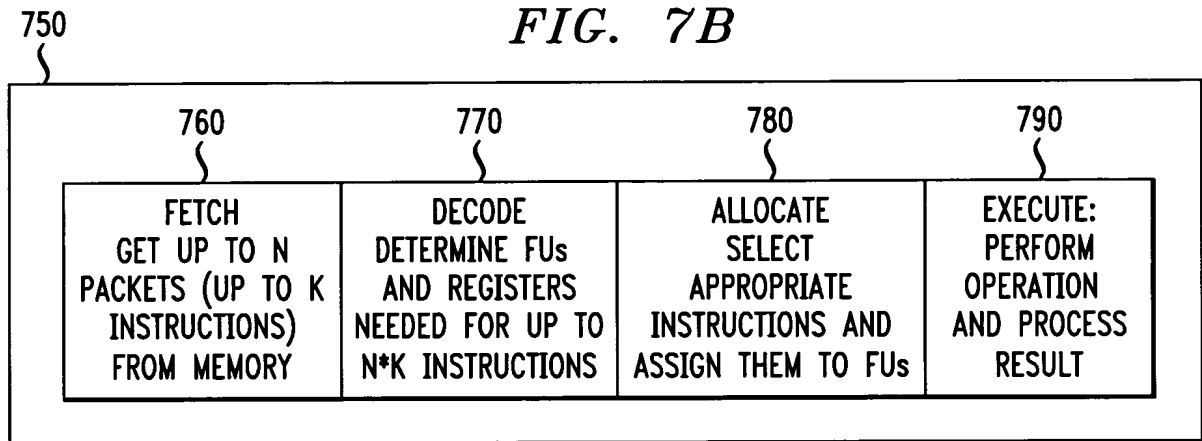 FIG. 7B
750
760
770
780
790
FETCH
GET UP TO N
PACKETS (UP TO K
INSTRUCTIONS)
FROM MEMORY
DECODE
DETERMINE FUs
AND REGISTERS
NEEDED FOR UP TO
N*K INSTRUCTIONS
ALLOCATE
SELECT
APPROPRIATE
INSTRUCTIONS AND
ASSIGN THEM TO FUs
EXECUTE:
PERFORM
OPERATION
AND PROCESS
RESULT